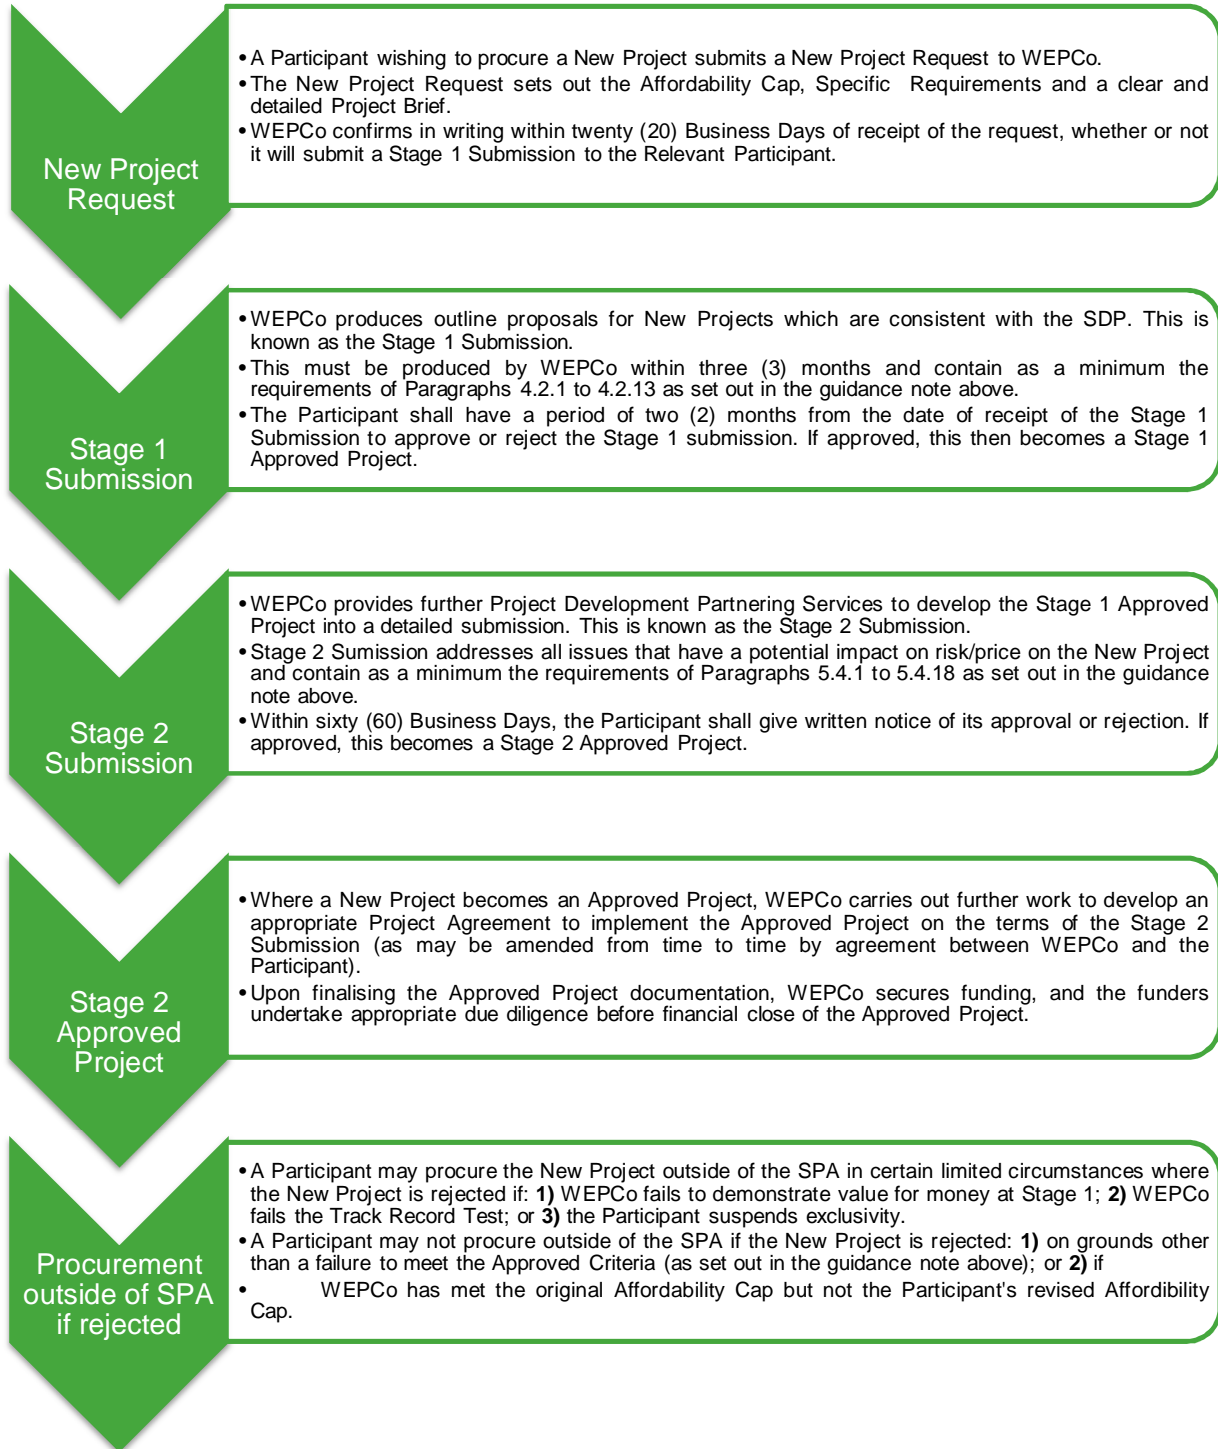 New Project
Request
• A Participant wishing to procure a New Project submits a New Project Request to WEPCo.
• The New Project Request sets out the Affordability Cap, Specific Requirements and a clear and
detailed Project Brief.
• WEPCo confirms in writing within twenty (20) Business Days of receipt of the request, whether or not
it will submit a Stage 1 Submission to the Relevant Participant.
Stage 1
Submission
• WEPCo produces outline proposals for New Projects which are consistent with the SDP. This is
known as the Stage 1 Submission.
• This must be produced by WEPCo within three (3) months and contain as a minimum the
requirements of Paragraphs 4.2.1 to 4.2.13 as set out in the guidance note above.
• The Participant shall have a period of two (2) months from the date of receipt of the Stage 1
Submission to approve or reject the Stage 1 submission. If approved, this then becomes a Stage 1
Approved Project.
Stage 2
Submission
• WEPCo provides further Project Development Partnering Services to develop the Stage 1 Approved
Project into a detailed submission. This is known as the Stage 2 Submission.
• Stage 2 Sumission addresses all issues that have a potential impact on risk/price on the New Project
and contain as a minimum the requirements of Paragraphs 5.4.1 to 5.4.18 as set out in the guidance
note above.
• Within sixty (60) Business Days, the Participant shall give written notice of its approval or rejection. If
approved, this becomes a Stage 2 Approved Project.
Stage 2
Approved
Project
• Where a New Project becomes an Approved Project, WEPCo carries out further work to develop an
appropriate Project Agreement to implement the Approved Project on the terms of the Stage 2
Submission (as may be amended from time to time by agreement between WEPCo and the
Participant).
• Upon finalising the Approved Project documentation, WEPCo secures funding, and the funders
undertake appropriate due diligence before financial close of the Approved Project.
Procurement
outside of SPA
if rejected
• A Participant may procure the New Project outside of the SPA in certain limited circumstances where
the New Project is rejected if: 1) WEPCo fails to demonstrate value for money at Stage 1; 2) WEPCo
fails the Track Record Test; or 3) the Participant suspends exclusivity.
• A Participant may not procure outside of the SPA if the New Project is rejected: 1) on grounds other
than a failure to meet the Approved Criteria (as set out in the guidance note above); or 2) if
• WEPCo has met the original Affordability Cap but not the Participant's revised Affordibility
Cap.